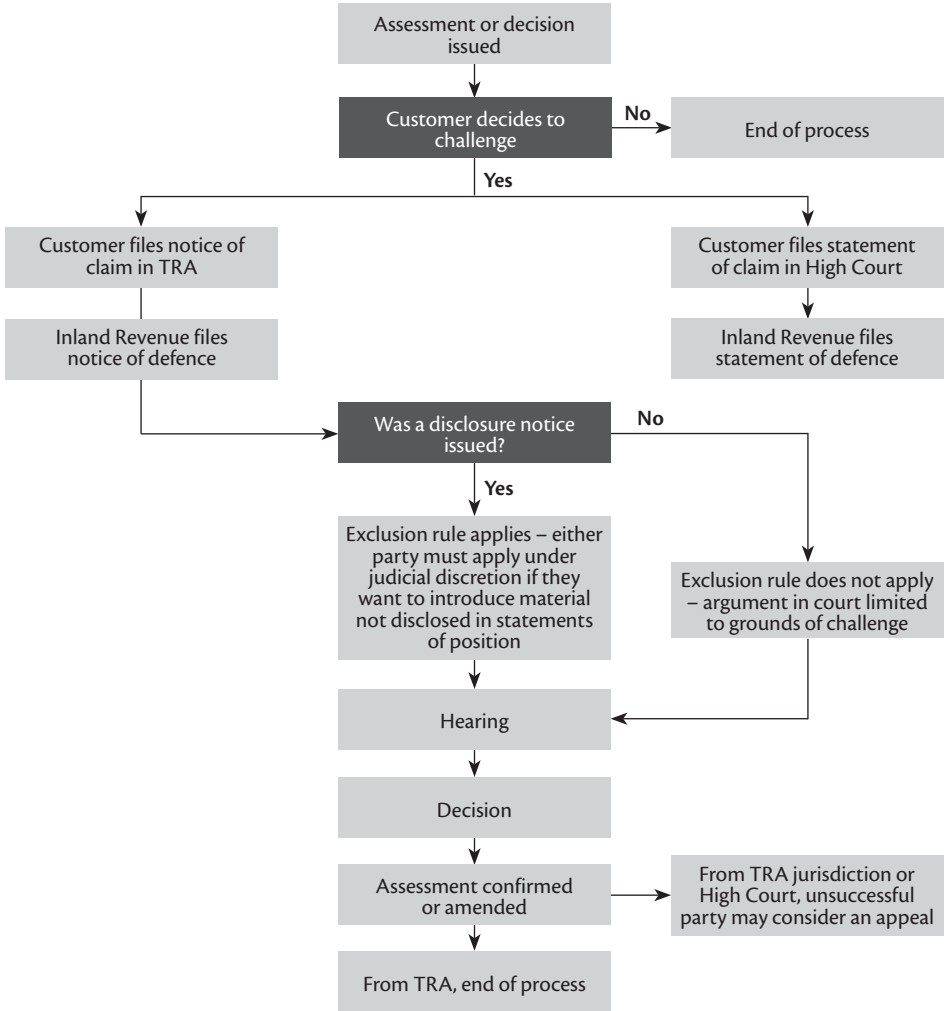 Assessment or decision
issued
Customer decides to
challenge
No
End of process
Yes
Customer files notice of
claim in TRA
Customer files statement
of claim in High Court
Inland Revenue files
notice of defence
Inland Revenue files
statement of defence
Was a disclosure notice
issued?
No
Yes
Exclusion rule applies – either
party must apply under
judicial discretion if they
want to introduce material
not disclosed in statements
of position
Exclusion rule does not apply
– argument in court limited
to grounds of challenge
Hearing
Decision
Assessment confirmed
or amended
From TRA jurisdiction or
High Court, unsuccessful
party may consider an appeal
From TRA, end of process